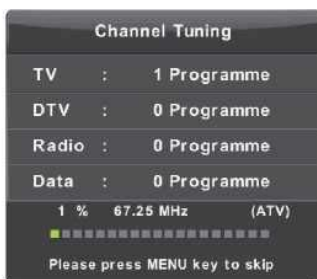 Channel Tuning
TV : 1 Programme
DTV : 0 Programme
Radio : 0 Programme
Data : 0 Programme
1 % 67.25 MHz (ATV)
Please press MENU key to skip